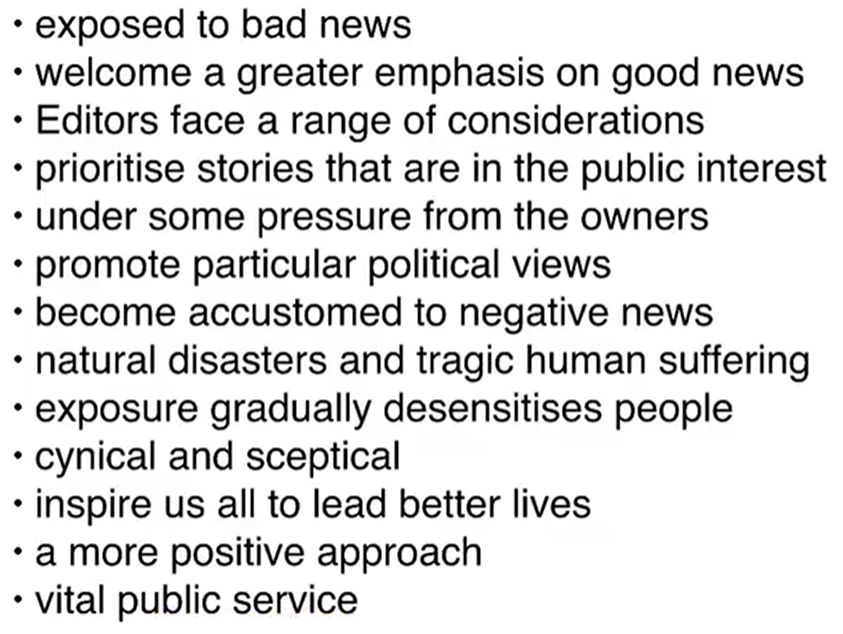 • exposed to bad news
• welcome a greater emphasis on good news
• Editors face a range of considerations
• prioritise stories that are in the public interest
• under some pressure from the owners
• promote particular political views
• become accustomed to negative news
• natural disasters and tragic human suffering
• exposure gradually desensitises people
• cynical and sceptical
• inspire us all to lead better lives
• a more positive approach
• vital public service